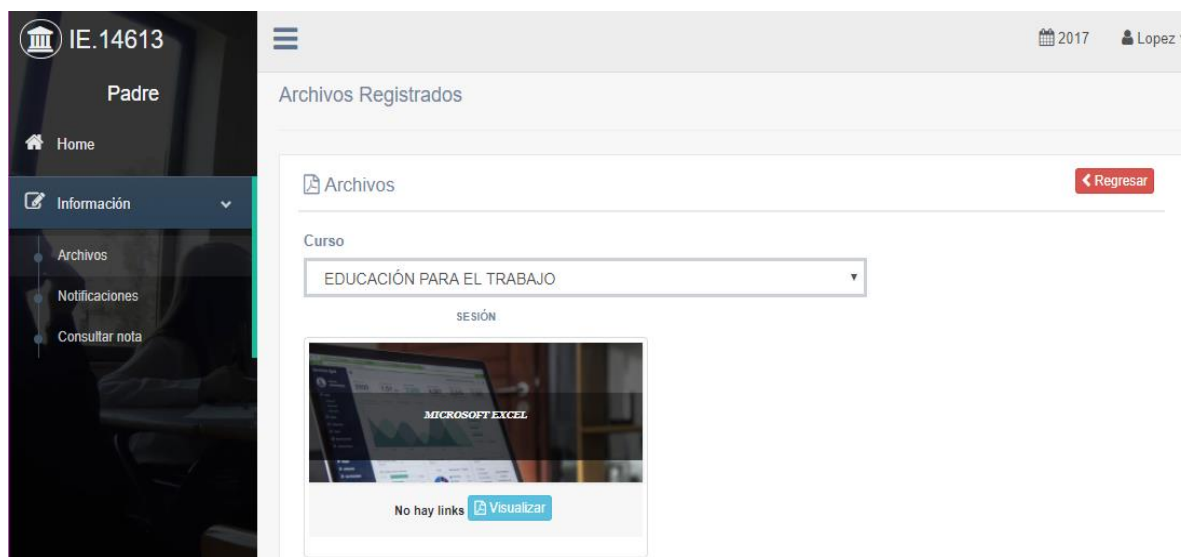 IE.14613
2017
Lopez
Padre
Archivos Registrados
Home
Información
Archivos
Notificaciones
Consultar nota
Archivos
Regresar
Curso
EDUCACIÓN PARA EL TRABAJO
SESIÓN
MICROSOFT EXCEL
No hay links Visualizar